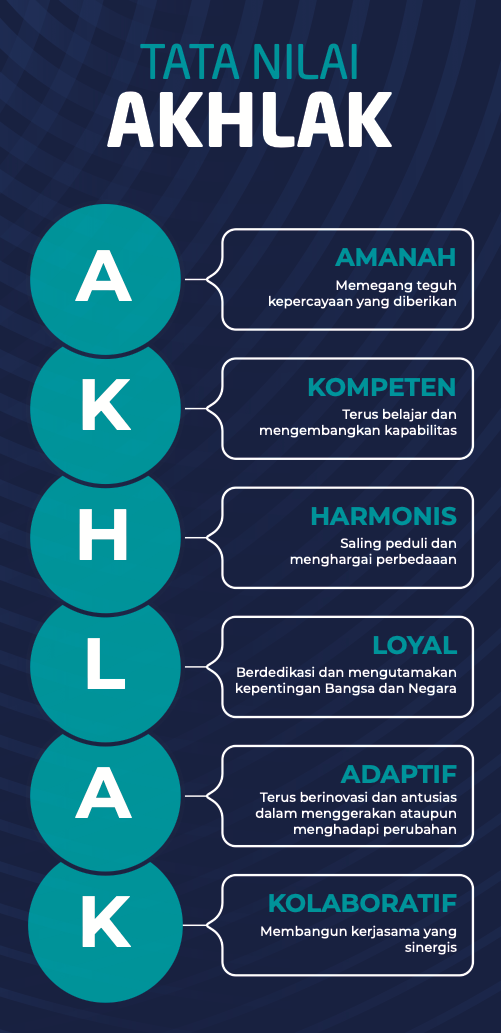 TATA NILAI
AKHLAK
A
AMANAH
Memegang teguh
kepercayaan yang diberikan
K
KOMPETEN
Terus belajar dan
mengembangkan kapabilitas
H
HARMONIS
Saling peduli dan
menghargai perbedaaan
L
LOYAL
Berdedikasi dan mengutamakan
kepentingan Bangsa dan Negara
A
ADAPTIF
Terus berinovasi dan antusias
dalam menggerakan ataupun
menghadapi perubahan
K
KOLABORATIF
Membangun kerjasama yang
sinergis